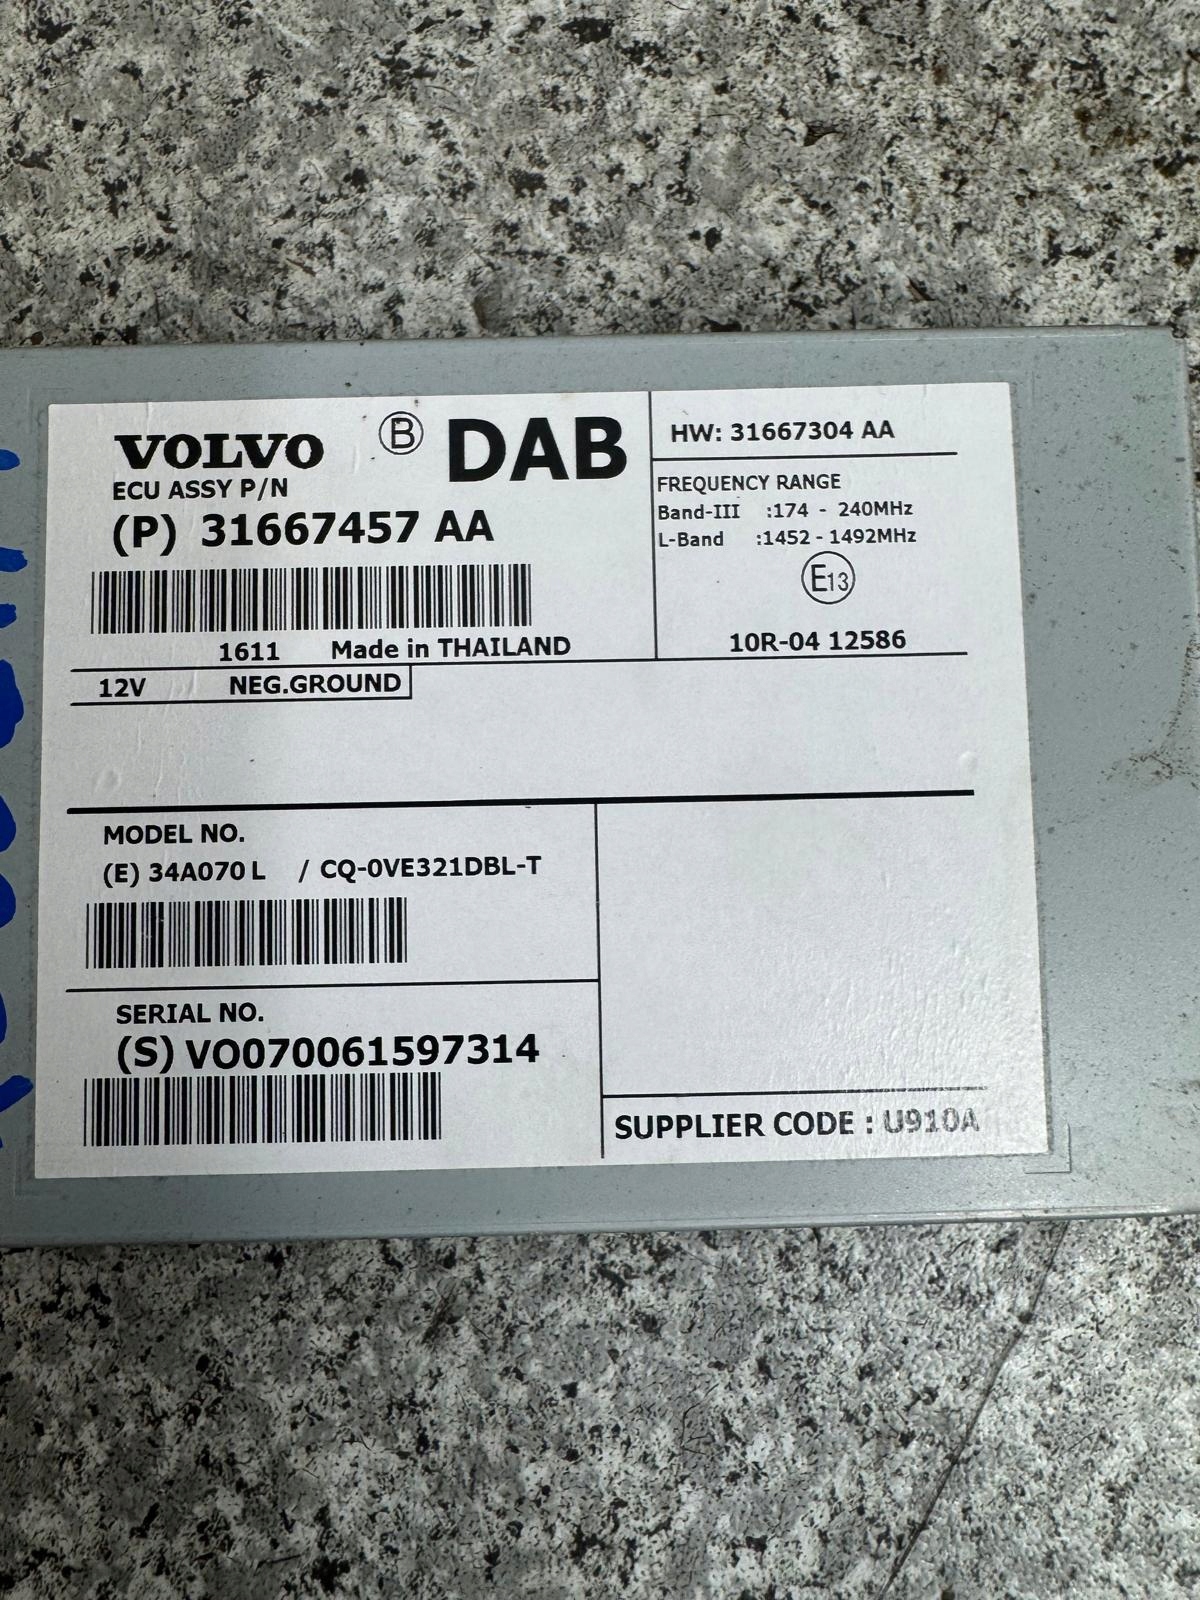 VOLVO B DAB
ECU ASSY P/N
(P) 31667457 AA
1611 Made in THAILAND
12V NEG.GROUND
HW: 31667304 AA
FREQUENCY RANGE
Band-III :174 - 240MHz
L-Band :1452 - 1492MHz
E13
10R-04 12586
MODEL NO.
(E) 34A070 L / CQ-0VE321DBL-T
SERIAL NO.
(S) VO070061597314
SUPPLIER CODE : U910A